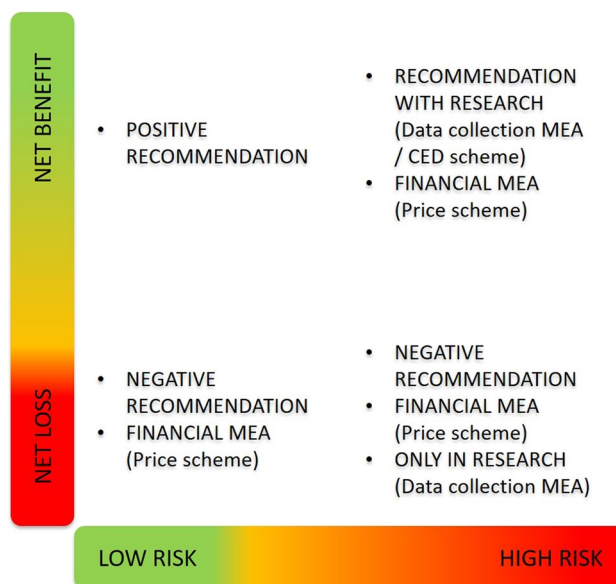 NET BENEFIT
• POSITIVE
RECOMMENDATION
• RECOMMENDATION
WITH RESEARCH
(Data collection MEA
/ CED scheme)
• FINANCIAL MEA
(Price scheme)
NET LOSS
• NEGATIVE
RECOMMENDATION
• FINANCIAL MEA
(Price scheme)
• NEGATIVE
RECOMMENDATION
• FINANCIAL MEA
(Price scheme)
• ONLY IN RESEARCH
(Data collection MEA)
LOW RISK
HIGH RISK